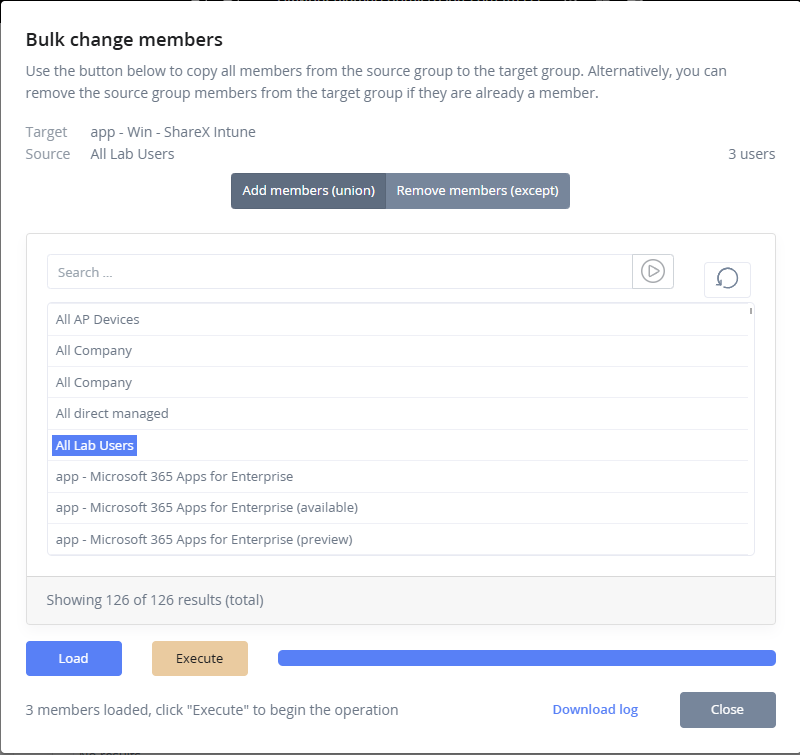 Bulk change members
Use the button below to copy all members from the source group to the target group. Alternatively, you can
remove the source group members from the target group if they are already a member.
Target app - Win - ShareX Intune
Source All Lab Users 3 users
Add members (union) Remove members (except)
Search ...
All AP Devices
All Company
All Company
All direct managed
All Lab Users
app - Microsoft 365 Apps for Enterprise
app - Microsoft 365 Apps for Enterprise (available)
app - Microsoft 365 Apps for Enterprise (preview)
Showing 126 of 126 results (total)
Load Execute
3 members loaded, click "Execute" to begin the operation Download log Close